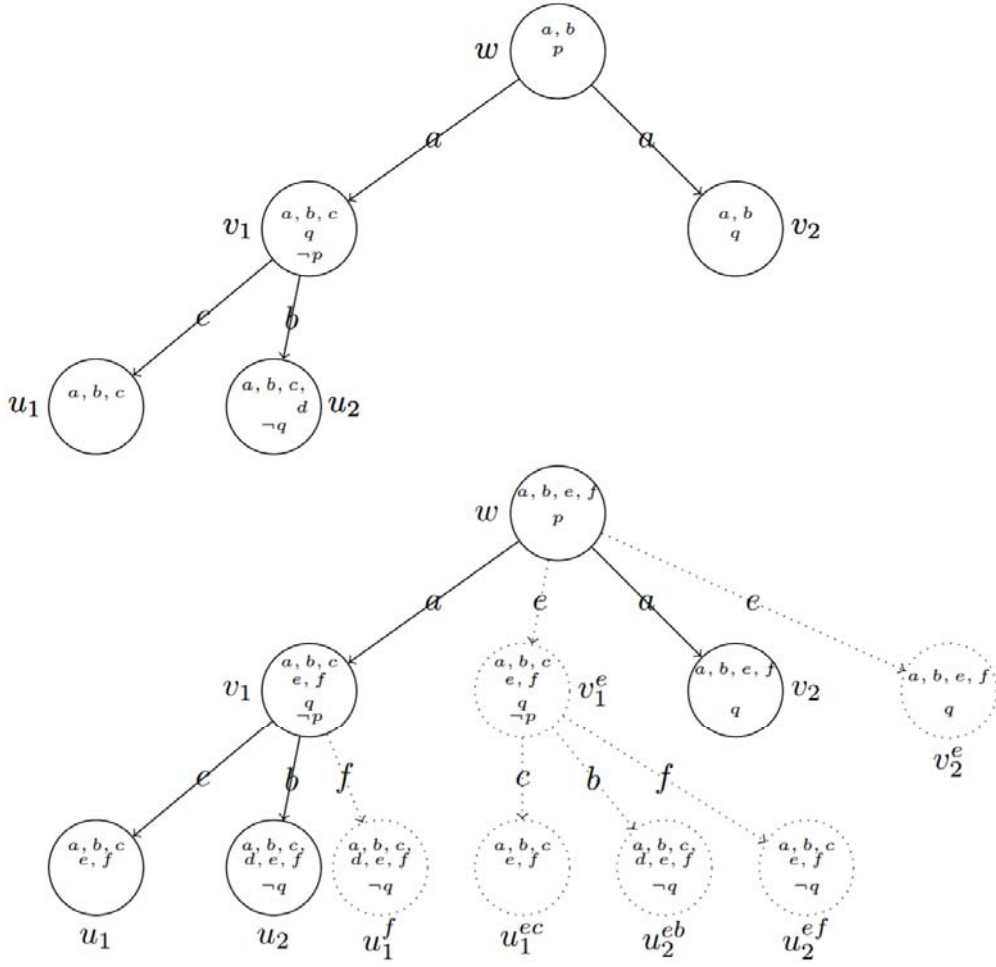 a, b
p
w
a
a
a, b, c
q
¬p
v₁
a, b
q
v₂
c
b
a, b, c
u₁
a, b, c,
d
¬q
u₂
a, b, e, f
p
w
a
e
a
e
a, b, c
e, f
q
¬p
v₁
a, b, c
e, f
q
¬p
v₁ᵉ
a, b, e, f
q
v₂
a, b, e, f
q
v₂ᵉ
c
b
f
c
b
f
a, b, c
e, f
a, b, c,
d, e, f
¬q
a, b, c,
d, e, f
¬q
a, b, c
e, f
a, b, c,
d, e, f
¬q
a, b, c
e, f
¬q
u₁
u₂
u₁ᶠ
u₁ᵉᶜ
u₂ᵉᵇ
u₂ᵉᶠ